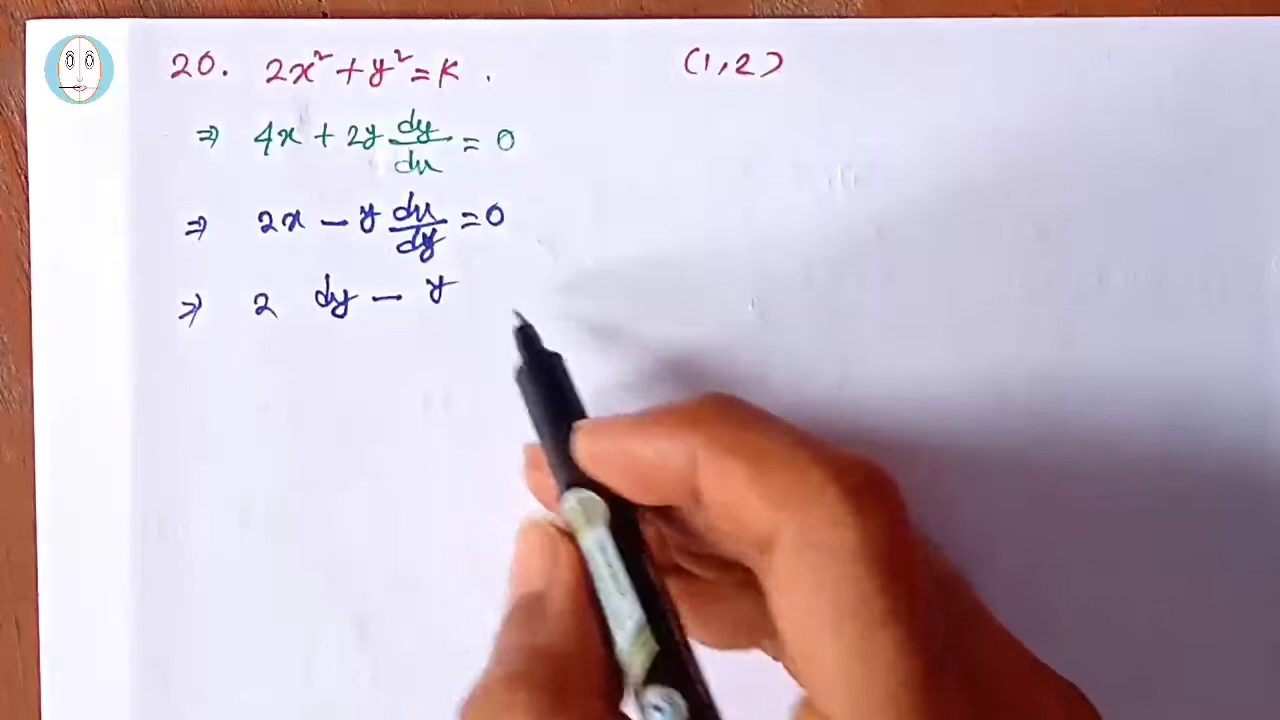 20. 2x² + y² = K . (1, 2)
⇒ 4x + 2y dy/dx = 0
⇒ 2x - y dx/dy = 0
⇒ 2 dy - y